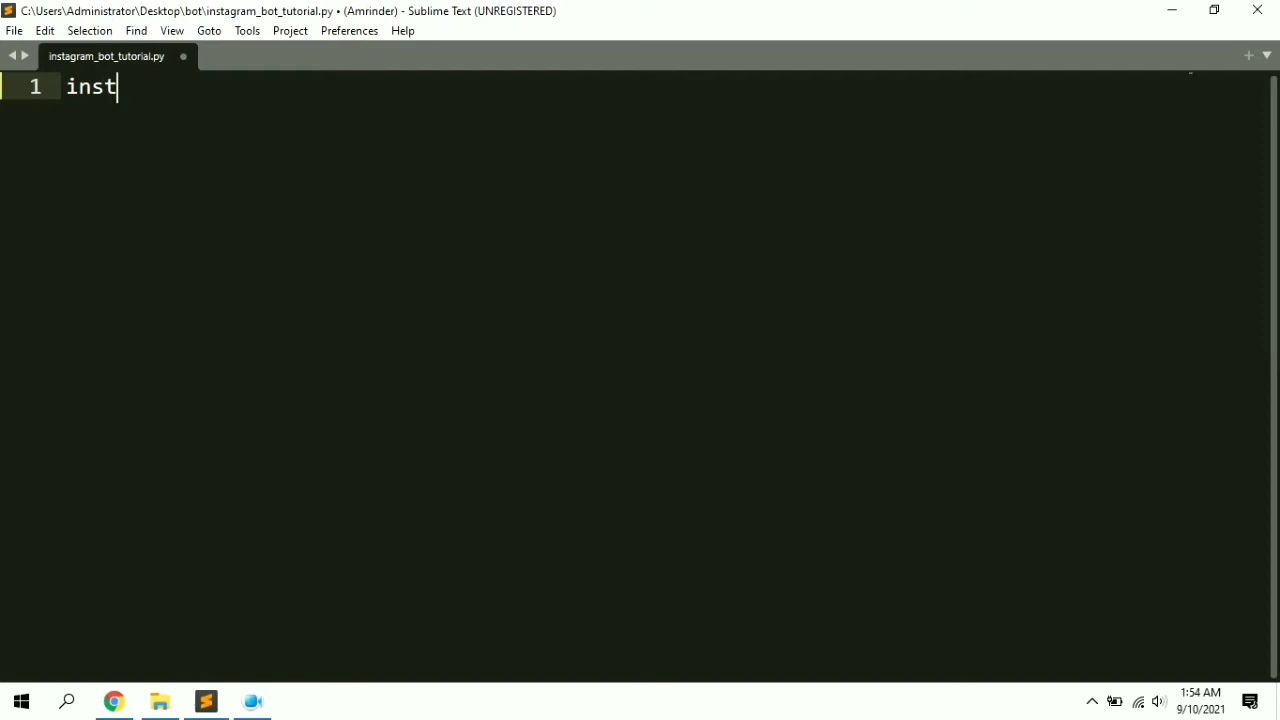 C:\Users\Administrator\Desktop\bot\instagram_bot_tutorial.py • (Amrinder) - Sublime Text (UNREGISTERED)
File Edit Selection Find View Goto Tools Project Preferences Help
instagram_bot_tutorial.py
1 inst
1:54 AM
9/10/2021